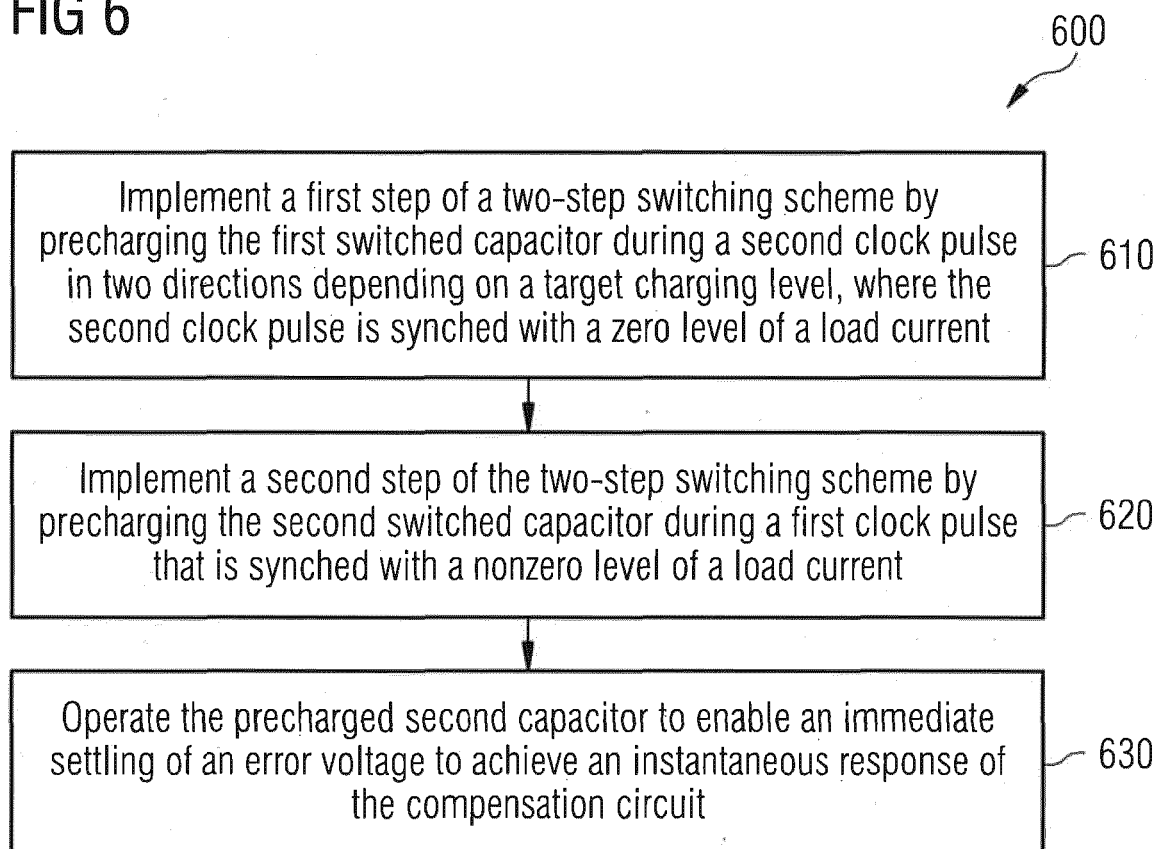 FIG 6
600
Implement a first step of a two-step switching scheme by
precharging the first switched capacitor during a second clock pulse
in two directions depending on a target charging level, where the
second clock pulse is synched with a zero level of a load current
610
Implement a second step of the two-step switching scheme by
precharging the second switched capacitor during a first clock pulse
that is synched with a nonzero level of a load current
620
Operate the precharged second capacitor to enable an immediate
settling of an error voltage to achieve an instantaneous response of
the compensation circuit
630